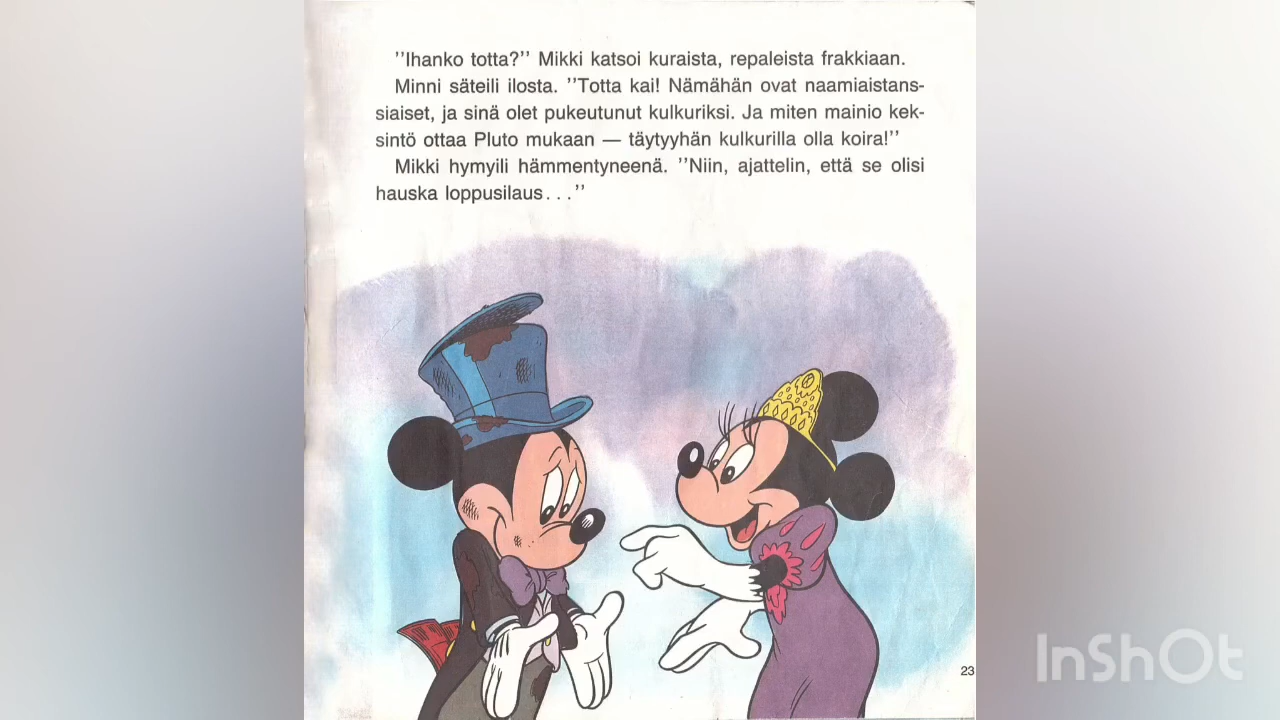 ''Ihanko totta?'' Mikki katsoi kuraista, repaleista frakkiaan.
Minni säteili ilosta. ''Totta kai! Nämähän ovat naamiaistans-
siaiset, ja sinä olet pukeutunut kulkuriksi. Ja miten mainio kek-
sintö ottaa Pluto mukaan — täytyyhän kulkurilla olla koira!''
Mikki hymyili hämmentyneenä. ''Niin, ajattelin, että se olisi
hauska loppusilaus...''
23
InShOt